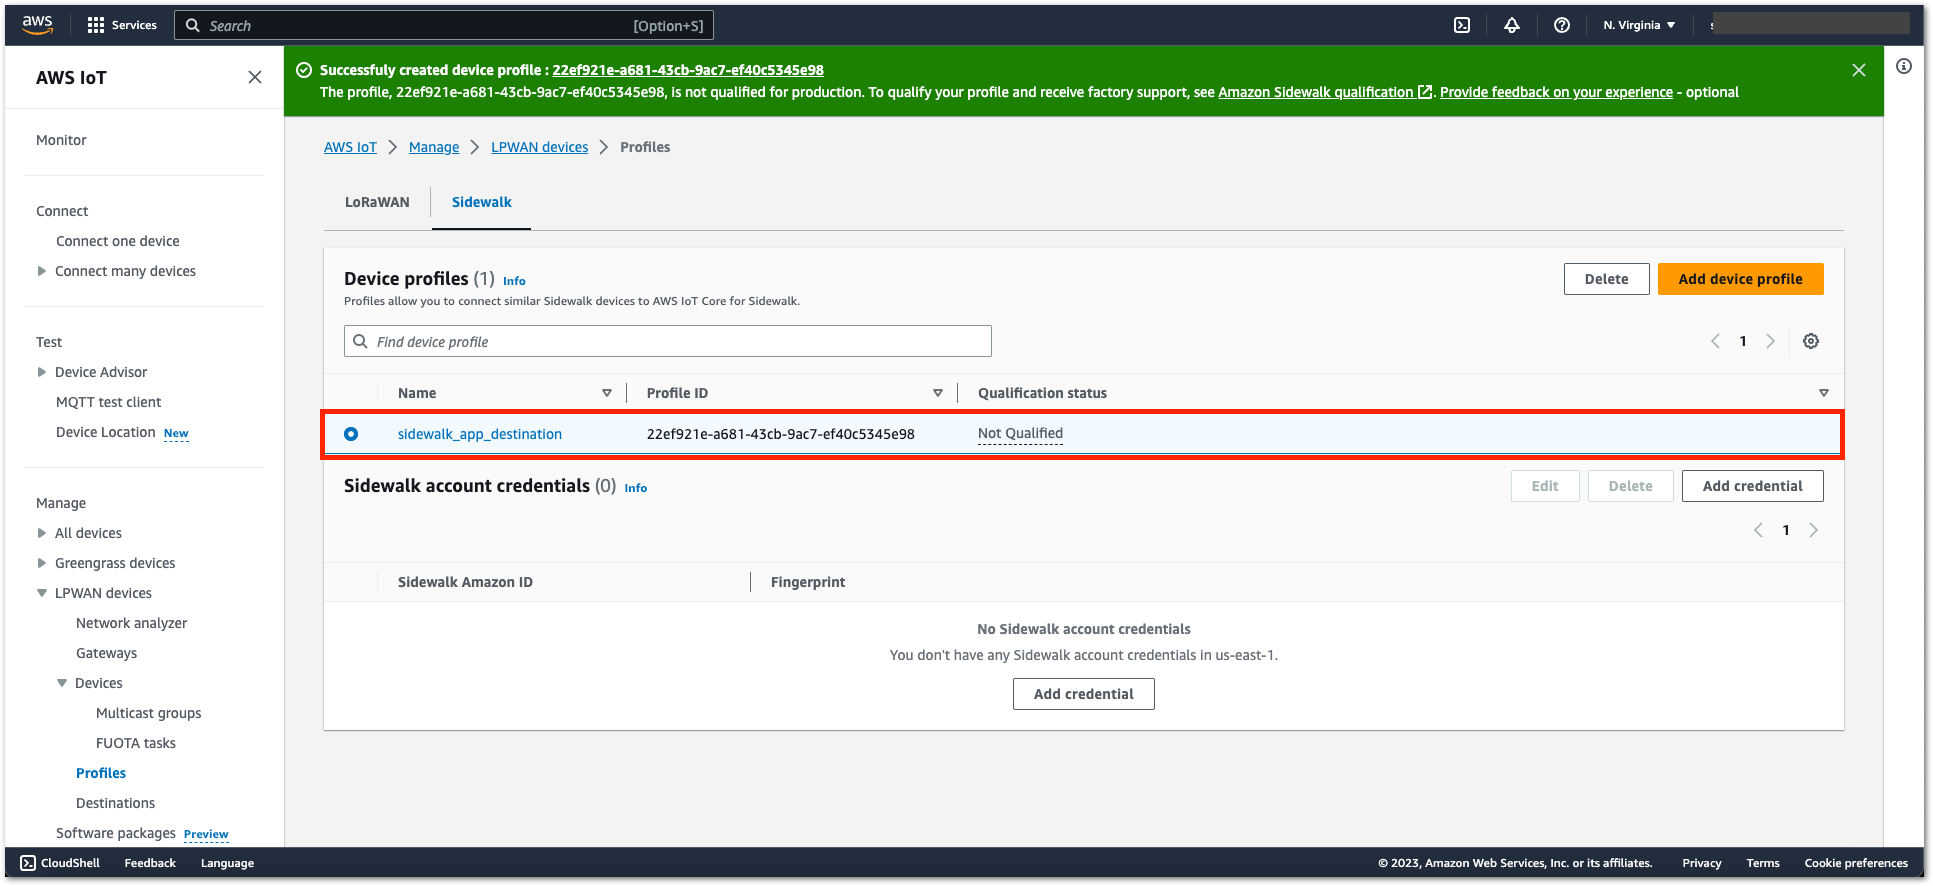 aws
Services
Search
[Option+S]
N. Virginia
AWS IoT
Successfuly created device profile : 22ef921e-a681-43cb-9ac7-ef40c5345e98
The profile, 22ef921e-a681-43cb-9ac7-ef40c5345e98, is not qualified for production. To qualify your profile and receive factory support, see Amazon Sidewalk qualification. Provide feedback on your experience - optional
Monitor
Connect
Connect one device
Connect many devices
Test
Device Advisor
MQTT test client
Device Location New
Manage
All devices
Greengrass devices
LPWAN devices
Network analyzer
Gateways
Devices
Multicast groups
FUOTA tasks
Profiles
Destinations
Software packages Preview
AWS IoT
Manage
LPWAN devices
Profiles
LoRaWAN
Sidewalk
Device profiles (1) Info
Profiles allow you to connect similar Sidewalk devices to AWS IoT Core for Sidewalk.
Delete
Add device profile
Find device profile
1
Name
Profile ID
Qualification status
sidewalk_app_destination
22ef921e-a681-43cb-9ac7-ef40c5345e98
Not Qualified
Sidewalk account credentials (0) Info
Edit
Delete
Add credential
1
Sidewalk Amazon ID
Fingerprint
No Sidewalk account credentials
You don't have any Sidewalk account credentials in us-east-1.
Add credential
CloudShell
Feedback
Language
© 2023, Amazon Web Services, Inc. or its affiliates.
Privacy
Terms
Cookie preferences